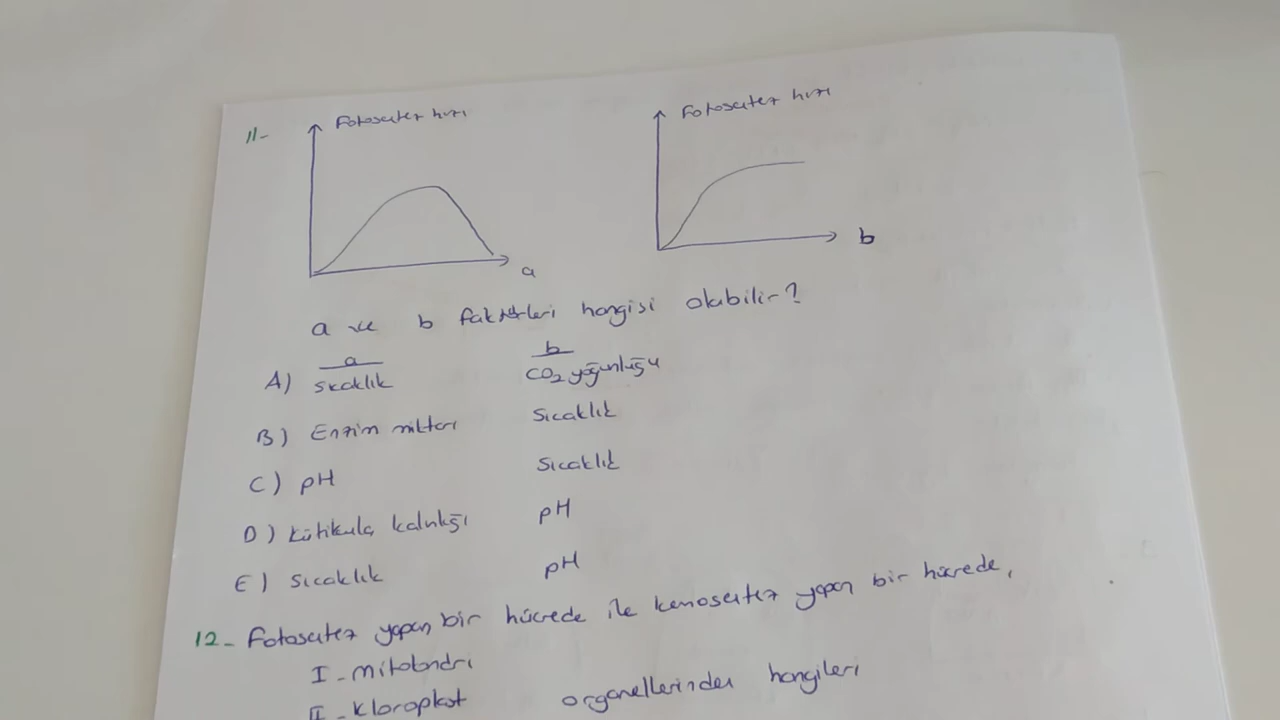 11-
Fotosentez hızı
Fotosentez hızı
a
b
a ve b faktörleri hangisi olabilir?
a b
A) Sıcaklık CO2 yoğunluğu
B) Enzim miktarı Sıcaklık
C) pH Sıcaklık
D) Kütikula kalınlığı pH
E) Sıcaklık pH
12- Fotosentez yapan bir hücrede ile kemosentez yapan bir hücrede,
I - mitokondri
II - kloroplast organellerinden hangileri